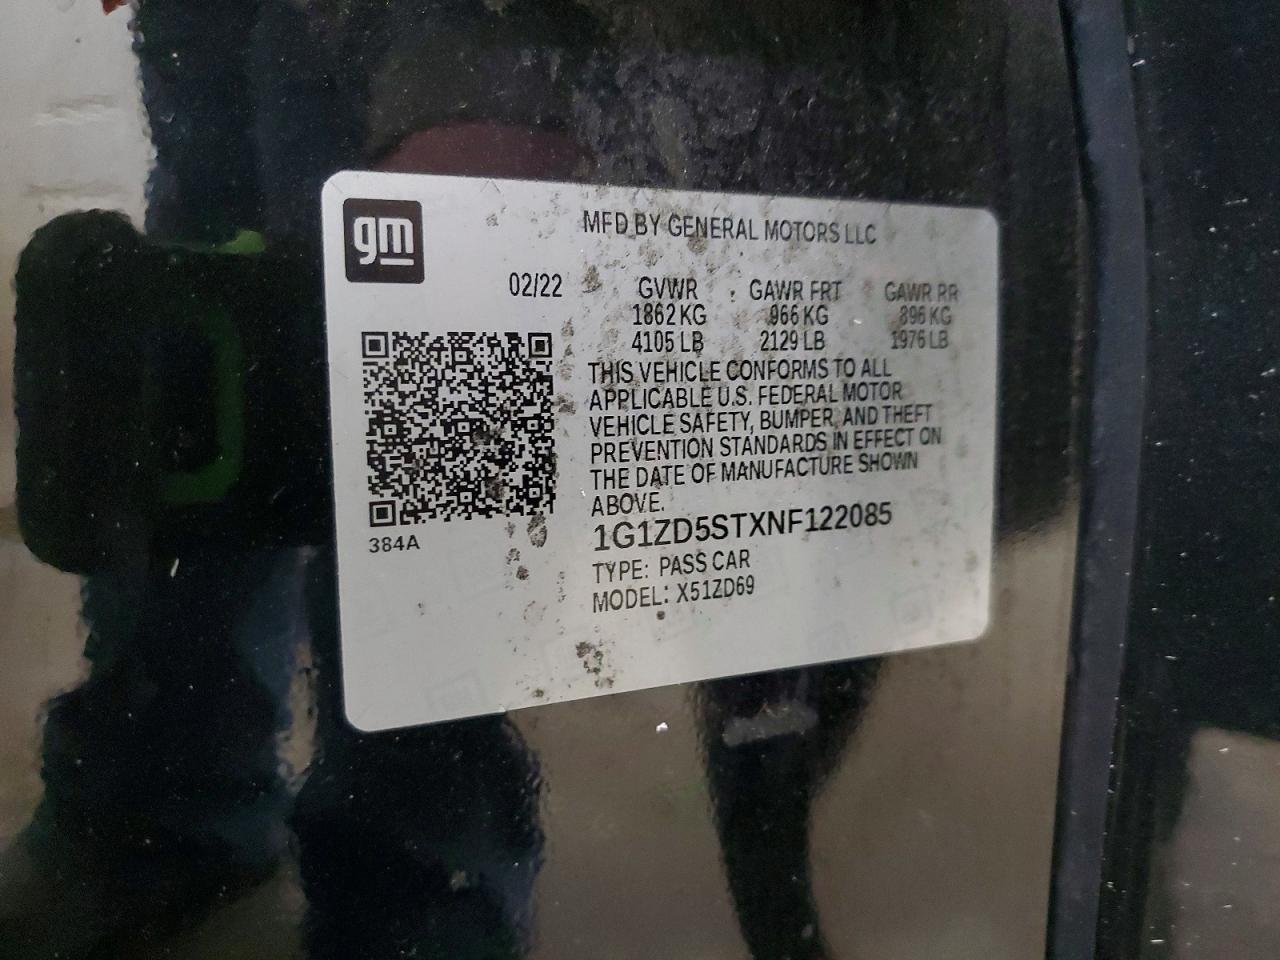 gm
MFD BY GENERAL MOTORS LLC
02/22 GVWR GAWR FRT GAWR RR
1862 KG 966 KG 896 KG
4105 LB 2129 LB 1976 LB
THIS VEHICLE CONFORMS TO ALL
APPLICABLE U.S. FEDERAL MOTOR
VEHICLE SAFETY, BUMPER, AND THEFT
PREVENTION STANDARDS IN EFFECT ON
THE DATE OF MANUFACTURE SHOWN
ABOVE.
384A
1G1ZD5STXNF122085
TYPE: PASS CAR
MODEL: X51ZD69